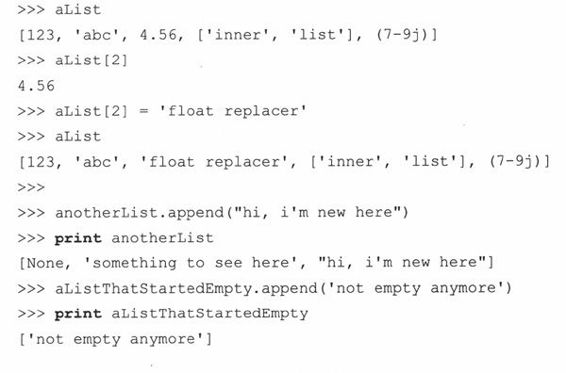 >>> aList
[123, 'abc', 4.56, ['inner', 'list'], (7-9j)]
>>> aList[2]
4.56
>>> aList[2] = 'float replacer'
>>> aList
[123, 'abc', 'float replacer', ['inner', 'list'], (7-9j)]
>>>
>>> anotherList.append("hi, i'm new here")
>>> print anotherList
[None, 'something to see here', "hi, i'm new here"]
>>> aListThatStartedEmpty.append('not empty anymore')
>>> print aListThatStartedEmpty
['not empty anymore']